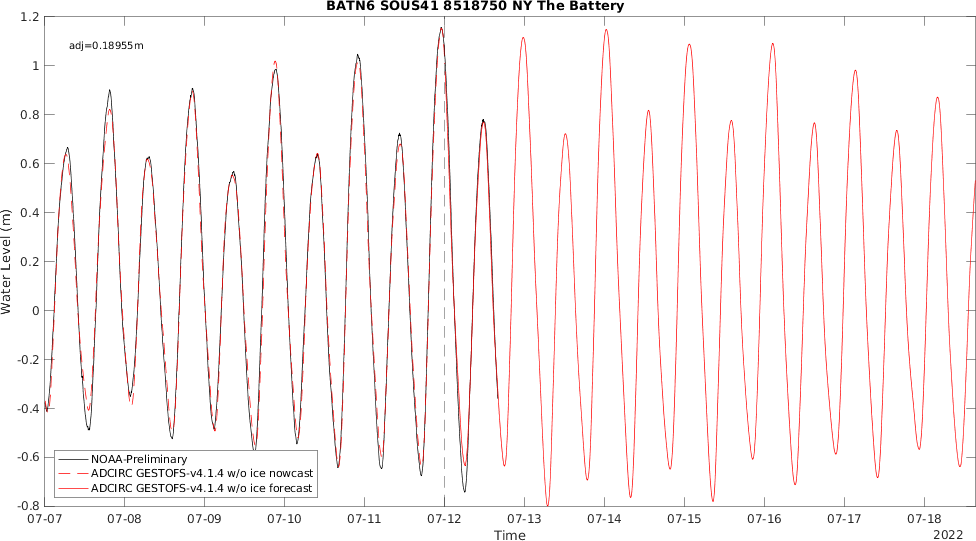 BATN6 SOUS41 8518750 NY The Battery
adj=0.18955m
1.2
1
0.8
0.6
0.4
0.2
0
-0.2
-0.4
-0.6
-0.8
Water Level (m)
NOAA-Preliminary
ADCIRC GESTOFS-v4.1.4 w/o ice nowcast
ADCIRC GESTOFS-v4.1.4 w/o ice forecast
07-07 07-08 07-09 07-10 07-11 07-12 07-13 07-14 07-15 07-16 07-17 07-18
Time
2022